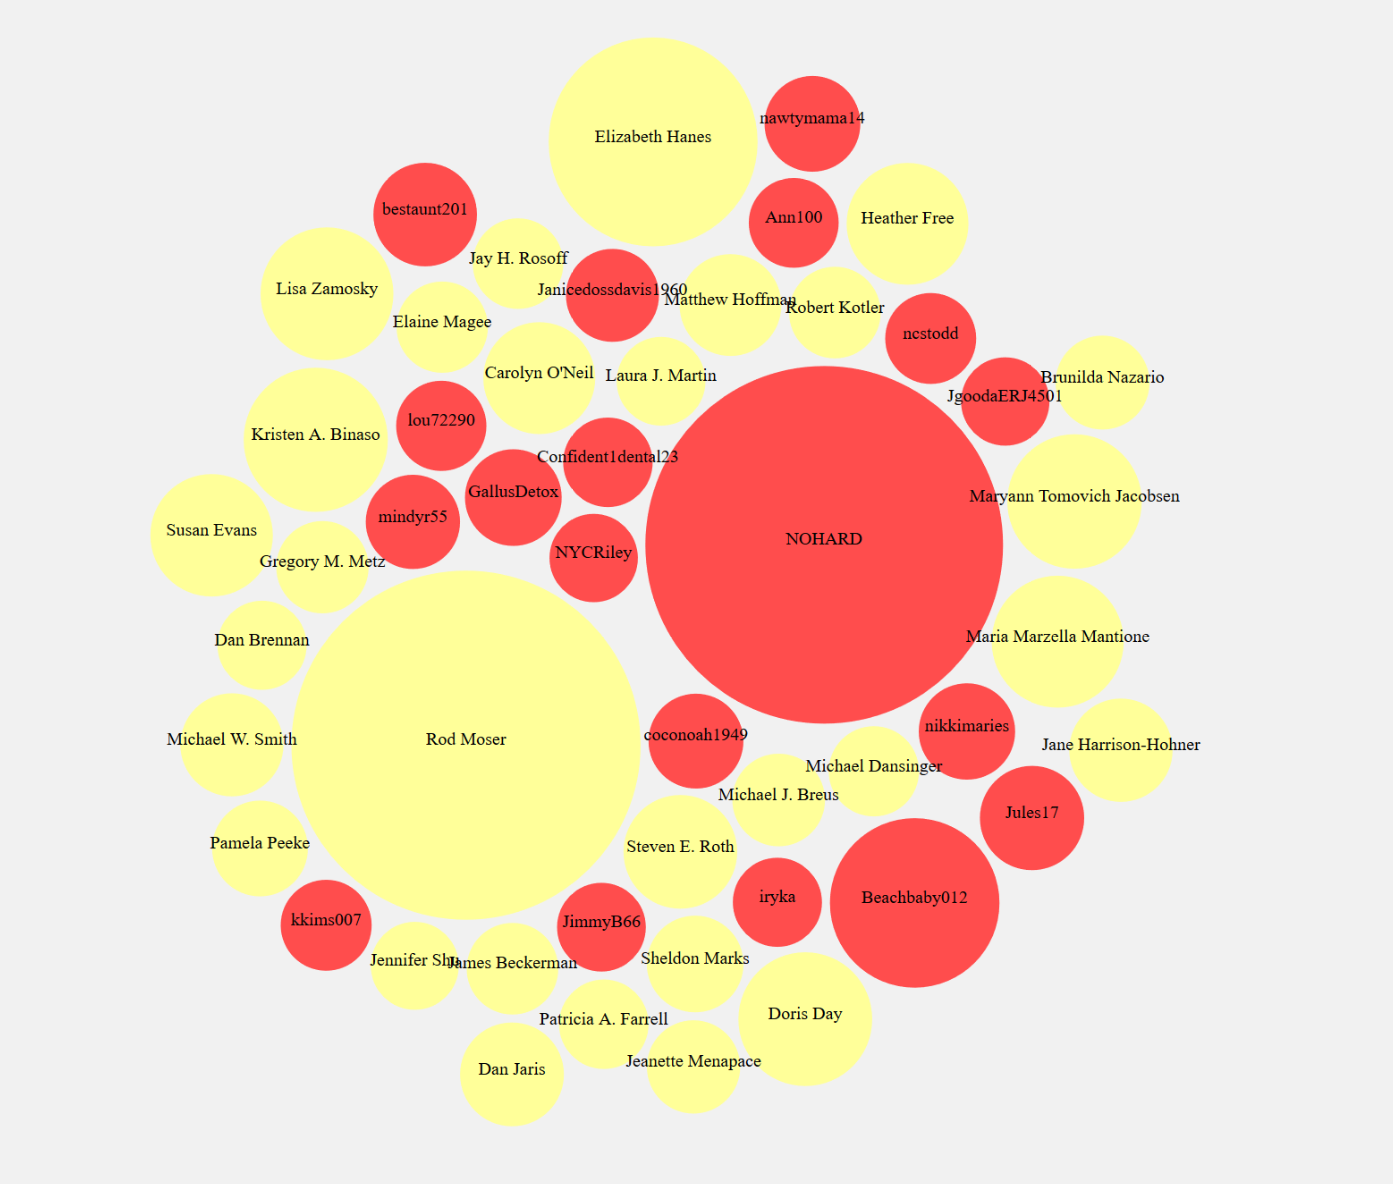 nawtymama14
Elizabeth Hanes
bestaunt201
Ann100
Heather Free
Jay H. Rosoff
Lisa Zamosky
Janicedossdavis1960
Matthew Hoffman
Robert Kotler
Elaine Magee
ncstodd
Carolyn O'Neil
Laura J. Martin
Brunilda Nazario
JgoodaERJ4501
lou72290
Kristen A. Binaso
Confident1dental23
GallusDetox
Maryann Tomovich Jacobsen
mindyr55
Susan Evans
NOHARD
NYCRiley
Gregory M. Metz
Maria Marzella Mantione
Dan Brennan
nikkimaries
coconoah1949
Michael W. Smith
Rod Moser
Jane Harrison-Hohner
Michael Dansinger
Michael J. Breus
Jules17
Pamela Peeke
Steven E. Roth
iryka
Beachbaby012
kkims007
JimmyB66
Sheldon Marks
Jennifer Shu
James Beckerman
Doris Day
Patricia A. Farrell
Jeanette Menapace
Dan Jaris